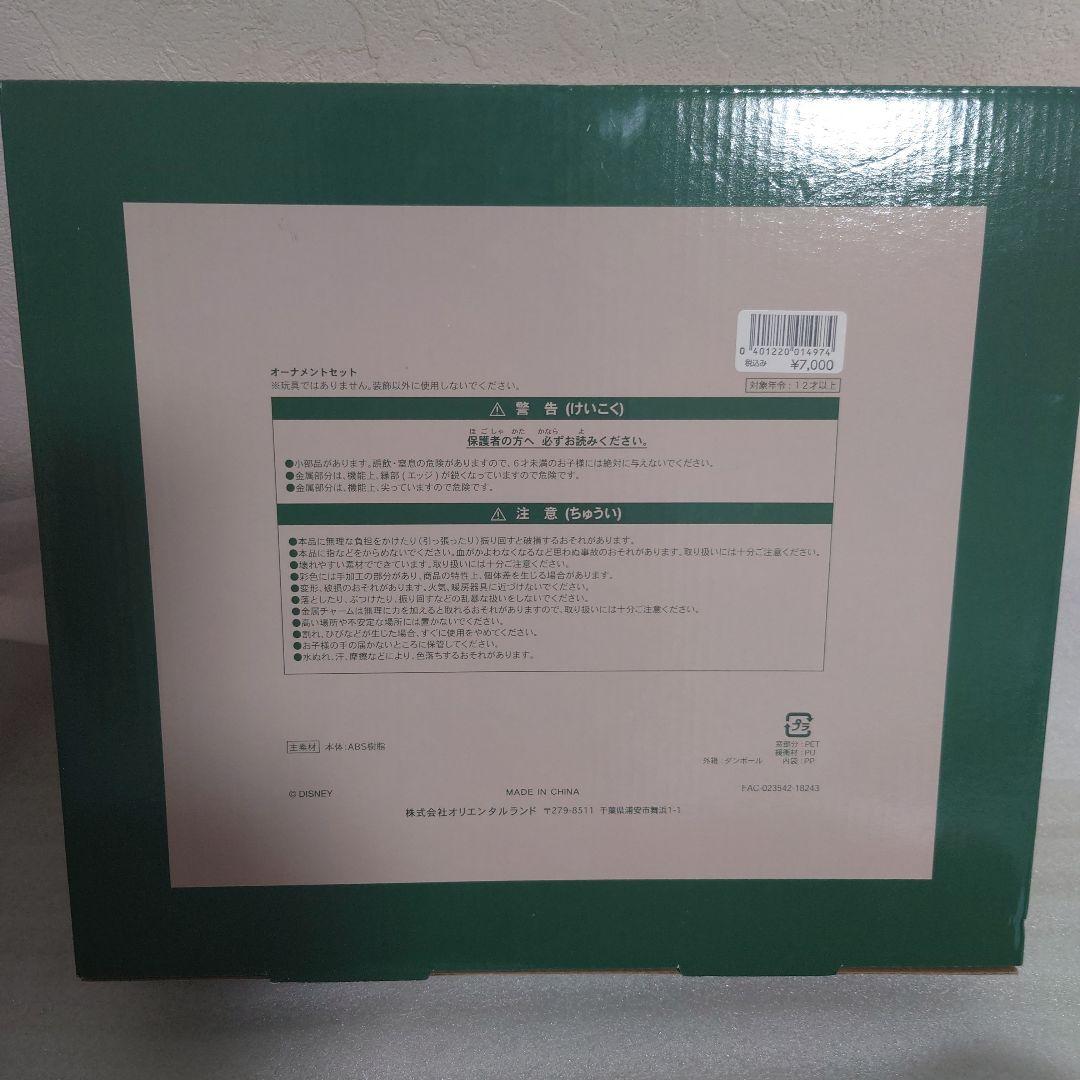 0 401220 014974
税込み ¥7,000
オーナメントセット
※玩具ではありません。装飾以外に使用しないでください。
対象年令：12才以上
⚠ 警 告 (けいこく)
ほごしゃ かた かなら よ
保護者の方へ 必ずお読みください。
●小部品があります。誤飲・窒息の危険がありますので、6才未満のお子様には絶対に与えないでください。
●金属部分は、機能上、縁部(エッジ)が鋭くなっていますので危険です。
●金属部分は、機能上、尖っていますので危険です。
⚠ 注 意 (ちゅうい)
●本品に無理な負担をかけたり(引っ張ったり)振り回すと破損するおそれがあります。
●本品に指などをからめないでください。血がかよわなくなるなど思わぬ事故のおそれがあります。取り扱いには十分ご注意ください。
●壊れやすい素材でできています。取り扱いには十分ご注意ください。
●彩色には手加工の部分があり、商品の特性上、個体差を生じる場合があります。
●変形、破損のおそれがあります。火気、暖房器具に近づけないでください。
●落としたり、ぶつけたり、振り回すなどの乱暴な扱いをしないでください。
●金属チャームは無理に力を加えると取れるおそれがありますので、取り扱いには十分ご注意ください。
●高い場所や不安定な場所には置かないでください。
●割れ、ひびなどが生じた場合、すぐに使用をやめてください。
●お子様の手の届かないところに保管してください。
●水ぬれ、汗、摩擦などにより、色落ちするおそれがあります。
主素材 本体：ABS樹脂
プラ
窓部分：PET
緩衝材：PU
外箱：ダンボール 内袋：PP
© DISNEY
MADE IN CHINA
FAC-023542-18243
株式会社オリエンタルランド 〒279-8511 千葉県浦安市舞浜1-1